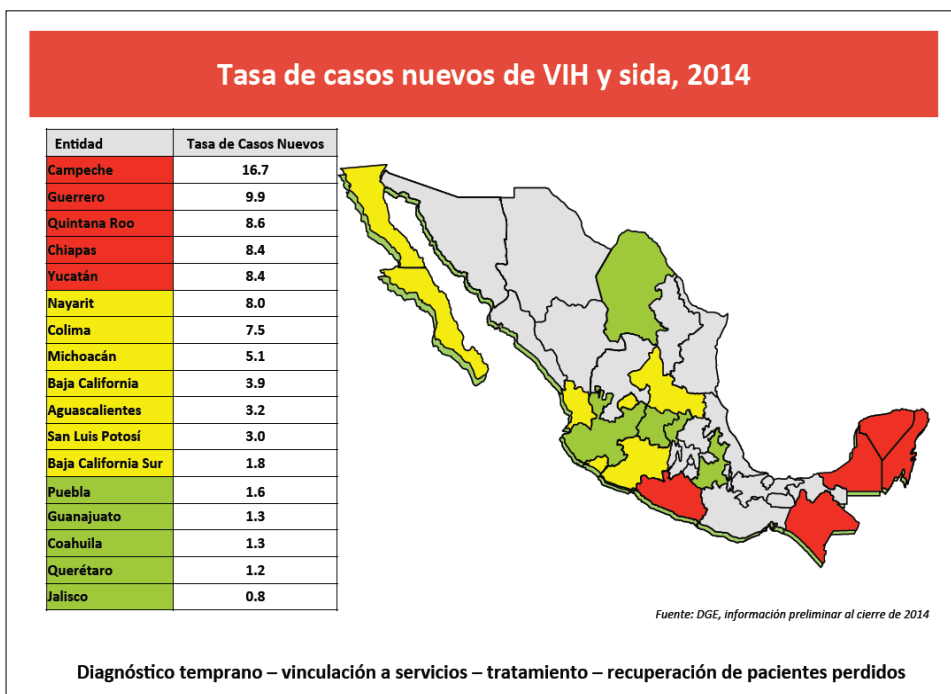 Tasa de casos nuevos de VIH y sida, 2014
Entidad Tasa de Casos Nuevos
Campeche 16.7
Guerrero 9.9
Quintana Roo 8.6
Chiapas 8.4
Yucatán 8.4
Nayarit 8.0
Colima 7.5
Michoacán 5.1
Baja California 3.9
Aguascalientes 3.2
San Luis Potosí 3.0
Baja California Sur 1.8
Puebla 1.6
Guanajuato 1.3
Coahuila 1.3
Querétaro 1.2
Jalisco 0.8
Fuente: DGE, información preliminar al cierre de 2014
Diagnóstico temprano – vinculación a servicios – tratamiento – recuperación de pacientes perdidos